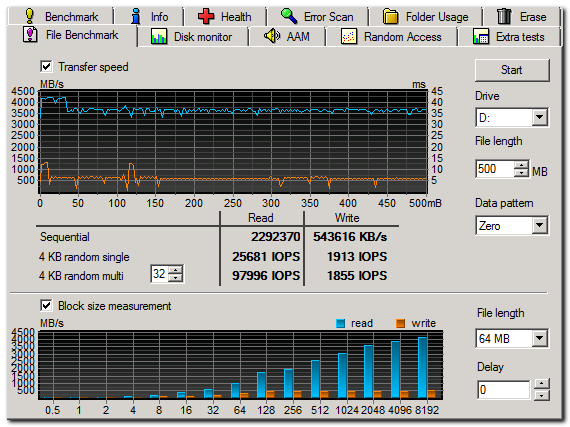 Benchmark Info Health Error Scan Folder Usage Erase
File Benchmark Disk monitor AAM Random Access Extra tests
Transfer speed
Start
MB/s ms
4500 45
4000 40
3500 35
3000 30
2500 25
2000 20
1500 15
1000 10
500 5
0 50 100 150 200 250 300 350 400 450 500mB
Drive
D:
File length
500 MB
Data pattern
Zero
Read Write
Sequential 2292370 543616 KB/s
4 KB random single 25681 IOPS 1913 IOPS
4 KB random multi 32 97996 IOPS 1855 IOPS
Block size measurement
MB/s read write
4500
4000
3500
3000
2500
2000
1500
1000
500
0.5 1 2 4 8 16 32 64 128 256 512 1024 2048 4096 8192
File length
64 MB
Delay
0